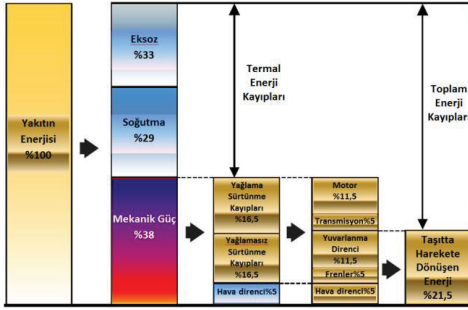 Yakıtın
Enerjisi
%100
Eksoz
%33
Soğutma
%29
Mekanik Güç
%38
Termal
Enerji
Kayıpları
Yağlama
Sürtünme
Kayıpları
%16,5
Yağlamasız
Sürtünme
Kayıpları
%16,5
Hava direnci%5
Motor
%11,5
Transmisyon%5
Yuvarlanma
Direnci
%11,5
Frenler%5
Hava direnci%5
Toplam
Enerji
Kayıpları
Taşıtta
Harekete
Dönüşen
Enerji
%21,5